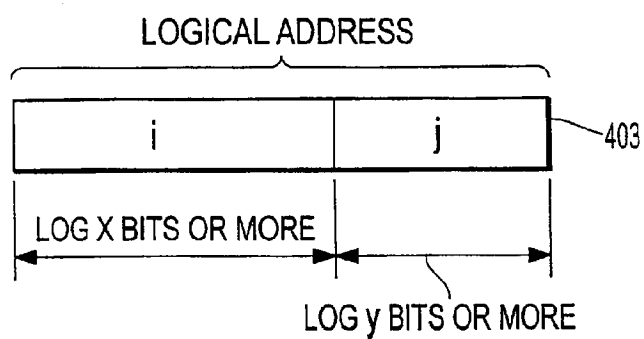 LOGICAL ADDRESS
i
j
403
LOG X BITS OR MORE
LOG y BITS OR MORE